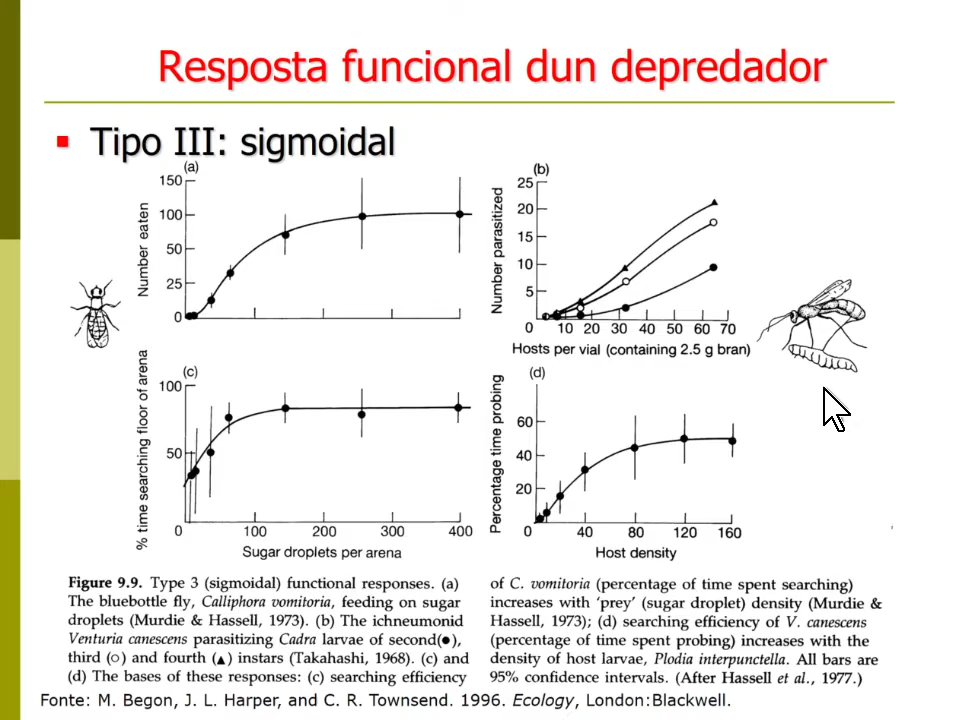 Resposta funcional dun depredador
Tipo III: sigmoidal
(a)
150
100
50
25
0
Number eaten
(b)
25
20
15
10
5
Number parasitized
0 10 20 30 40 50 60 70
Hosts per vial (containing 2.5 g bran)
(c)
100
50
% time searching floor of arena
0 100 200 300 400
Sugar droplets per arena
(d)
60
40
20
Percentage time probing
0 40 80 120 160
Host density
Figure 9.9. Type 3 (sigmoidal) functional responses. (a)
The bluebottle fly, Calliphora vomitoria, feeding on sugar
droplets (Murdie & Hassell, 1973). (b) The ichneumonid
Venturia canescens parasitizing Cadra larvae of second(●),
third (○) and fourth (▲) instars (Takahashi, 1968). (c) and
(d) The bases of these responses: (c) searching efficiency
of C. vomitoria (percentage of time spent searching)
increases with 'prey' (sugar droplet) density (Murdie &
Hassell, 1973); (d) searching efficiency of V. canescens
(percentage of time spent probing) increases with the
density of host larvae, Plodia interpunctella. All bars are
95% confidence intervals. (After Hassell et al., 1977.)
Fonte: M. Begon, J. L. Harper, and C. R. Townsend. 1996. Ecology, London:Blackwell.